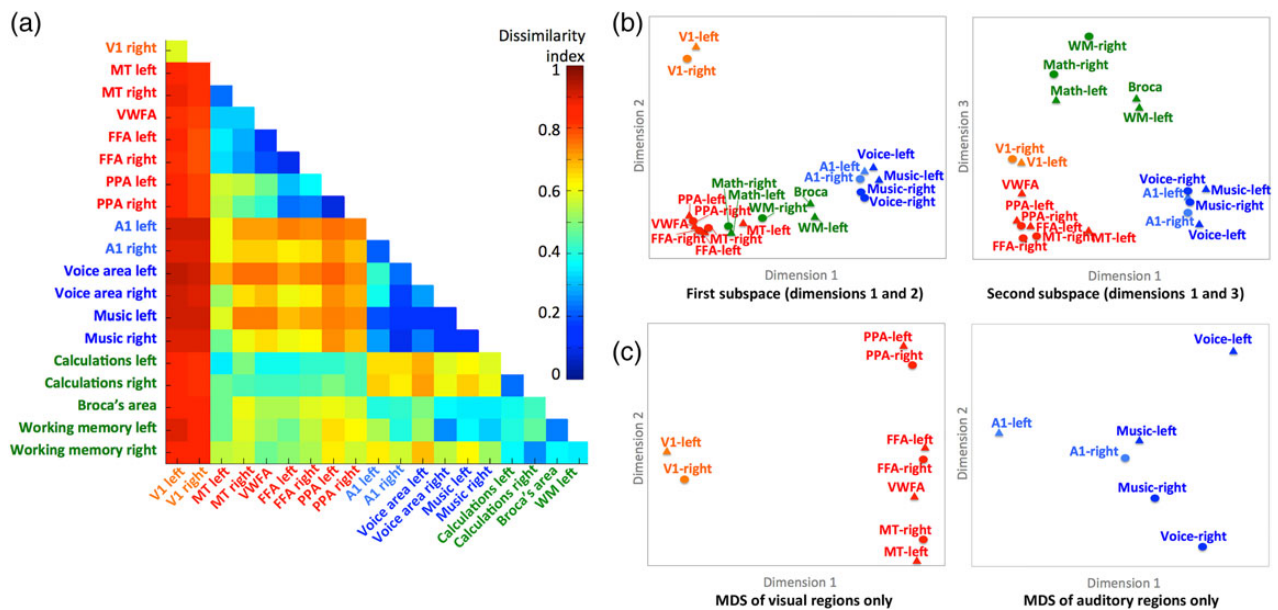 (a)
Dissimilarity
index
1
0.8
0.6
0.4
0.2
0
V1 right
MT left
MT right
VWFA
FFA left
FFA right
PPA left
PPA right
A1 left
A1 right
Voice area left
Voice area right
Music left
Music right
Calculations left
Calculations right
Broca's area
Working memory left
Working memory right
V1 left
V1 right
MT left
MT right
VWFA
FFA left
FFA right
PPA left
PPA right
A1 left
A1 right
Voice area left
Voice area right
Music left
Music right
Calculations left
Calculations right
Broca's area
WM left
(b)
V1-left
V1-right
Dimension 2
Voice-left
A1-left
A1-right
Music-left
Music-right
Voice-right
Math-right
Math-left
WM-right
Broca
WM-left
PPA-left
PPA-right
VWFA
MT-left
FFA-right
MT-right
FFA-left
Dimension 1
First subspace (dimensions 1 and 2)
WM-right
Math-right
Math-left
Broca
WM-left
Dimension 3
V1-right
V1-left
VWFA
PPA-left
PPA-right
FFA-left
FFA-right
MT-right
MT-left
Voice-right
Music-left
A1-left
Music-right
A1-right
Voice-left
Dimension 1
Second subspace (dimensions 1 and 3)
(c)
PPA-left
PPA-right
Dimension 2
V1-left
V1-right
FFA-left
FFA-right
VWFA
MT-right
MT-left
Dimension 1
MDS of visual regions only
Voice-left
Dimension 2
A1-left
Music-left
A1-right
Music-right
Voice-right
Dimension 1
MDS of auditory regions only